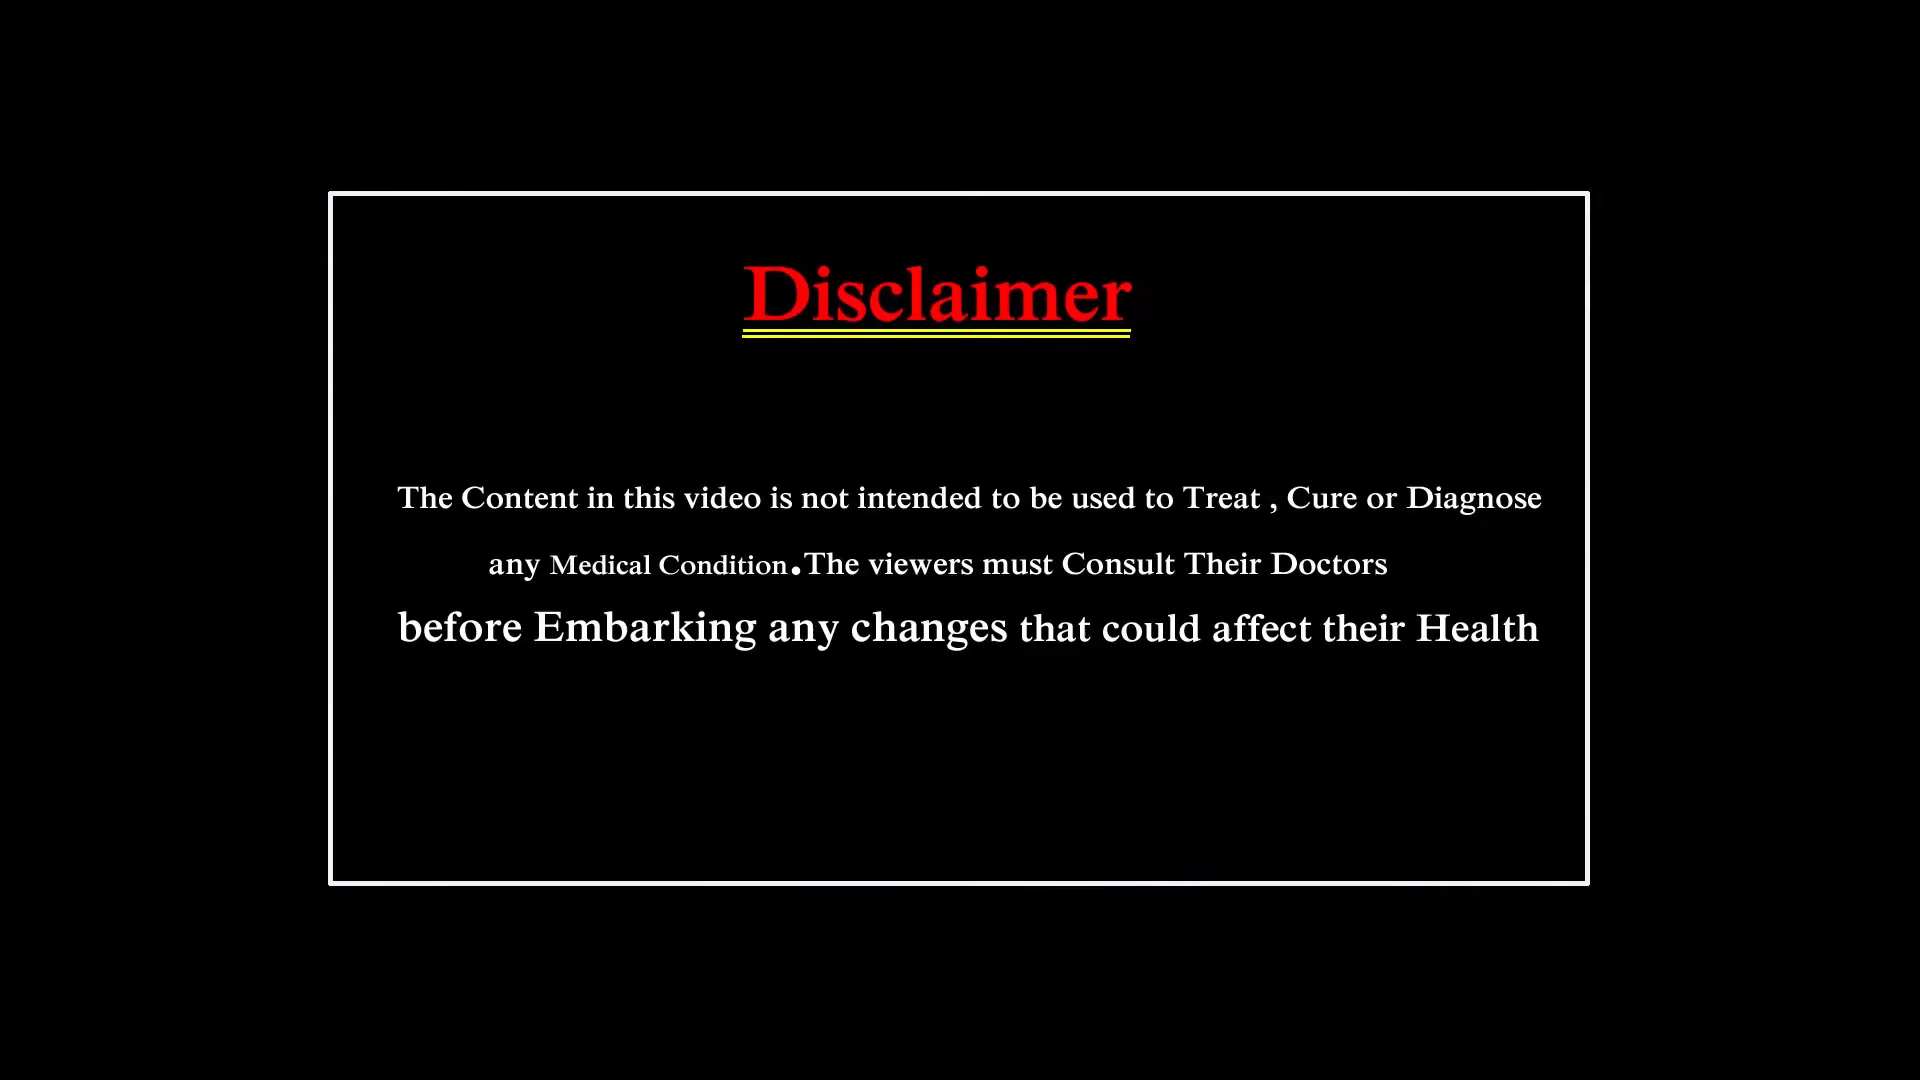 Disclaimer
The Content in this video is not intended to be used to Treat , Cure or Diagnose
any Medical Condition.The viewers must Consult Their Doctors
before Embarking any changes that could affect their Health